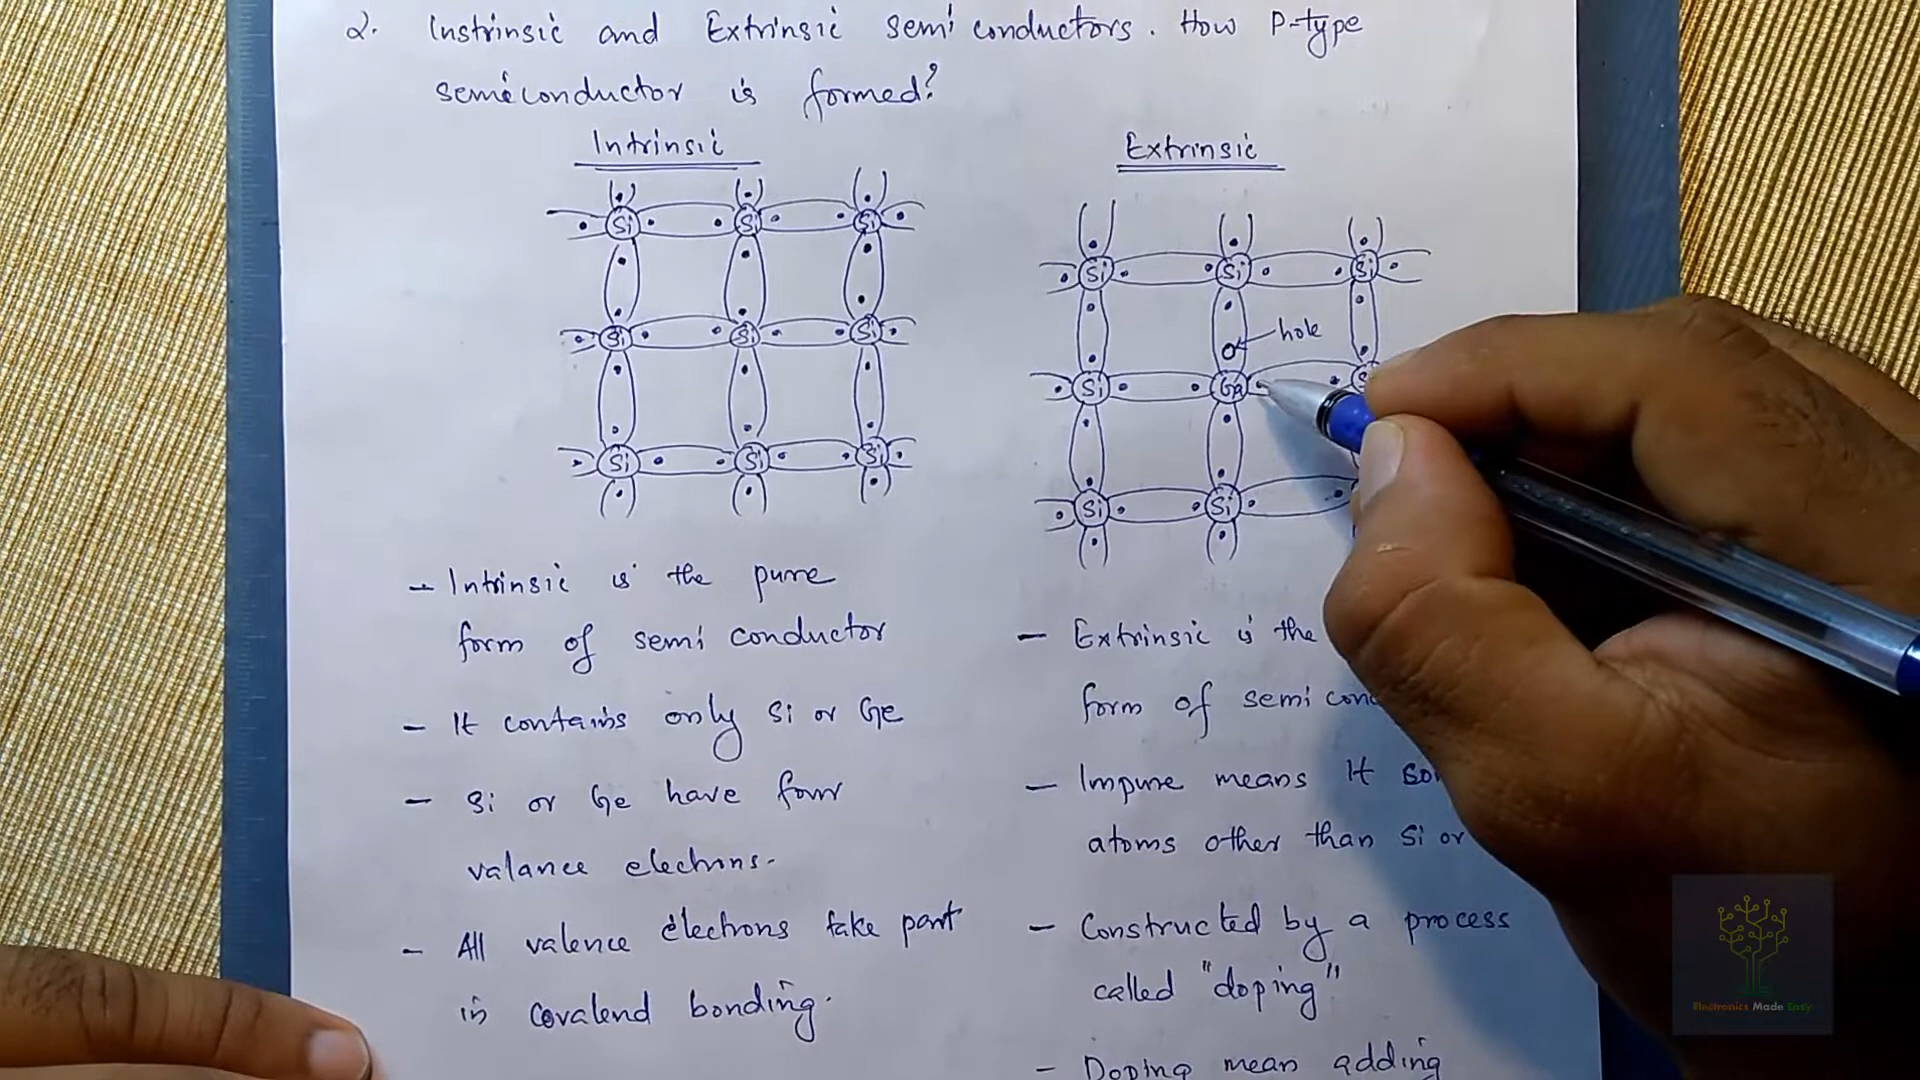 2. Instrinsic and Extrinsic semi conductors. How P-type
semiconductor is formed?
Intrinsic
Si Si Si
Si Si Si
Si Si Si
- Intrinsic is the pure
form of semi conductor
- It contains only Si or Ge
- Si or Ge have four
valance electrons.
- All valence electrons take part
in covalend bonding.
Extrinsic
Si Si Si
hole
Si Ga
Si Si
- Extrinsic is the
form of semi
- Impure means It
atoms other than Si or
- Constructed by a process
called "doping"
- Doping mean adding
Electronics Made Easy